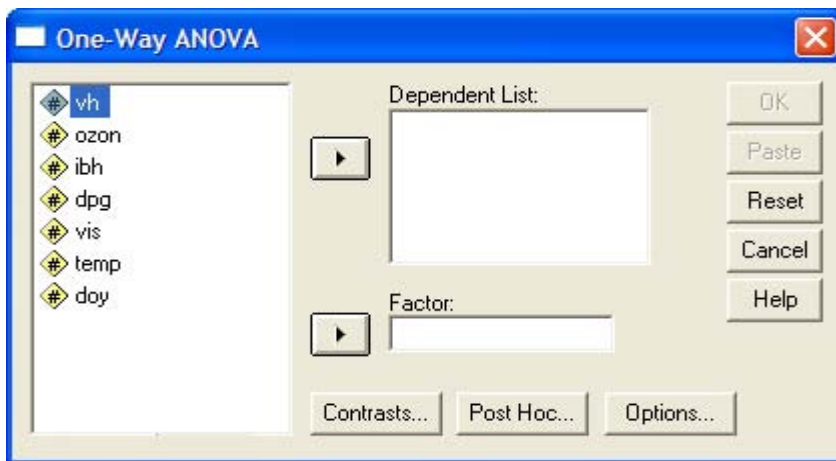 One-Way ANOVA
vh
ozon
ibh
dpg
vis
temp
doy
Dependent List:
Factor:
OK
Paste
Reset
Cancel
Help
Contrasts...
Post Hoc...
Options...